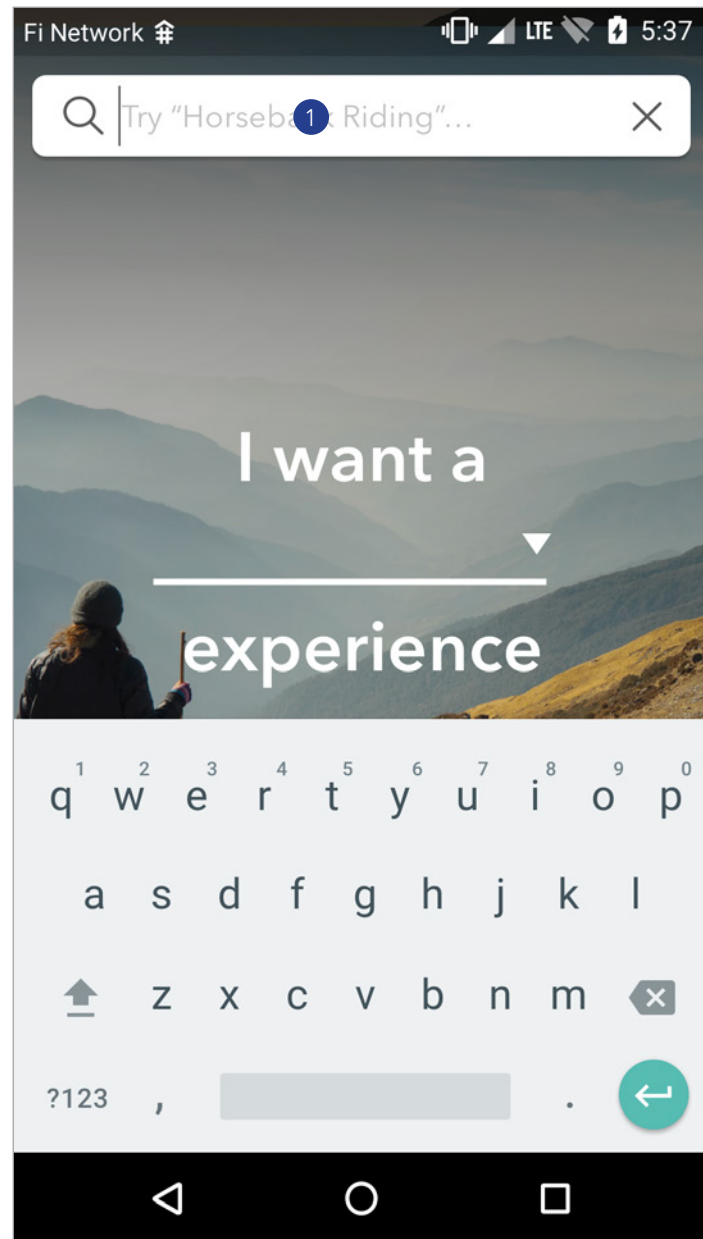 Fi Network LTE 5:37
Try “Horseback Riding”...
1
I want a
experience
1 2 3 4 5 6 7 8 9 0
q w e r t y u i o p
a s d f g h j k l
z x c v b n m
?123 , .